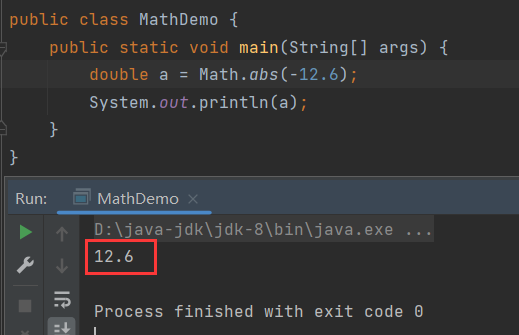 public class MathDemo {
public static void main(String[] args) {
double a = Math.abs(-12.6);
System.out.println(a);
}
}
Run: MathDemo ×
D:\java-jdk\jdk-8\bin\java.exe ...
12.6
Process finished with exit code 0